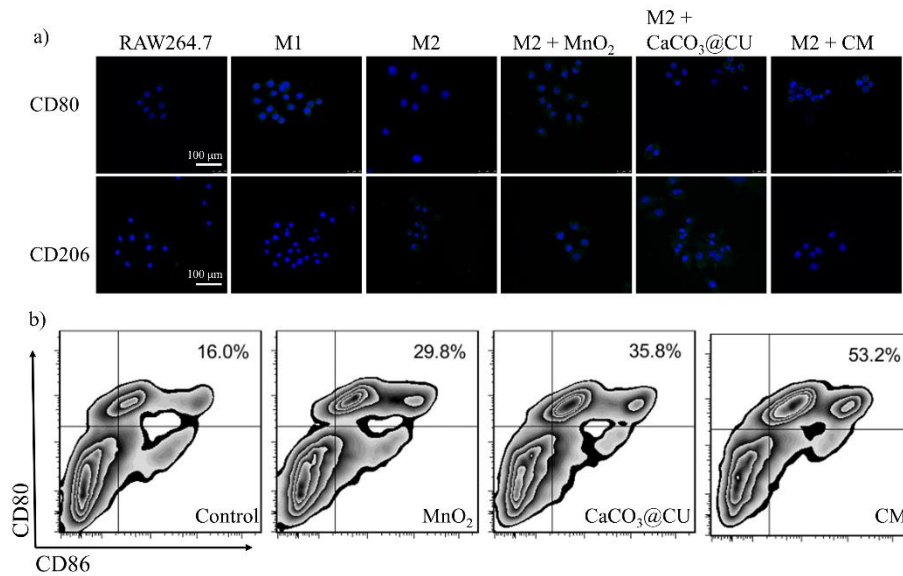 a)
RAW264.7 M1 M2 M2 + MnO₂ M2 +
CaCO₃@CU M2 + CM
CD80
100 μm
CD206
100 μm
b)
16.0% 29.8% 35.8% 53.2%
CD80
Control MnO₂ CaCO₃@CU CM
CD86